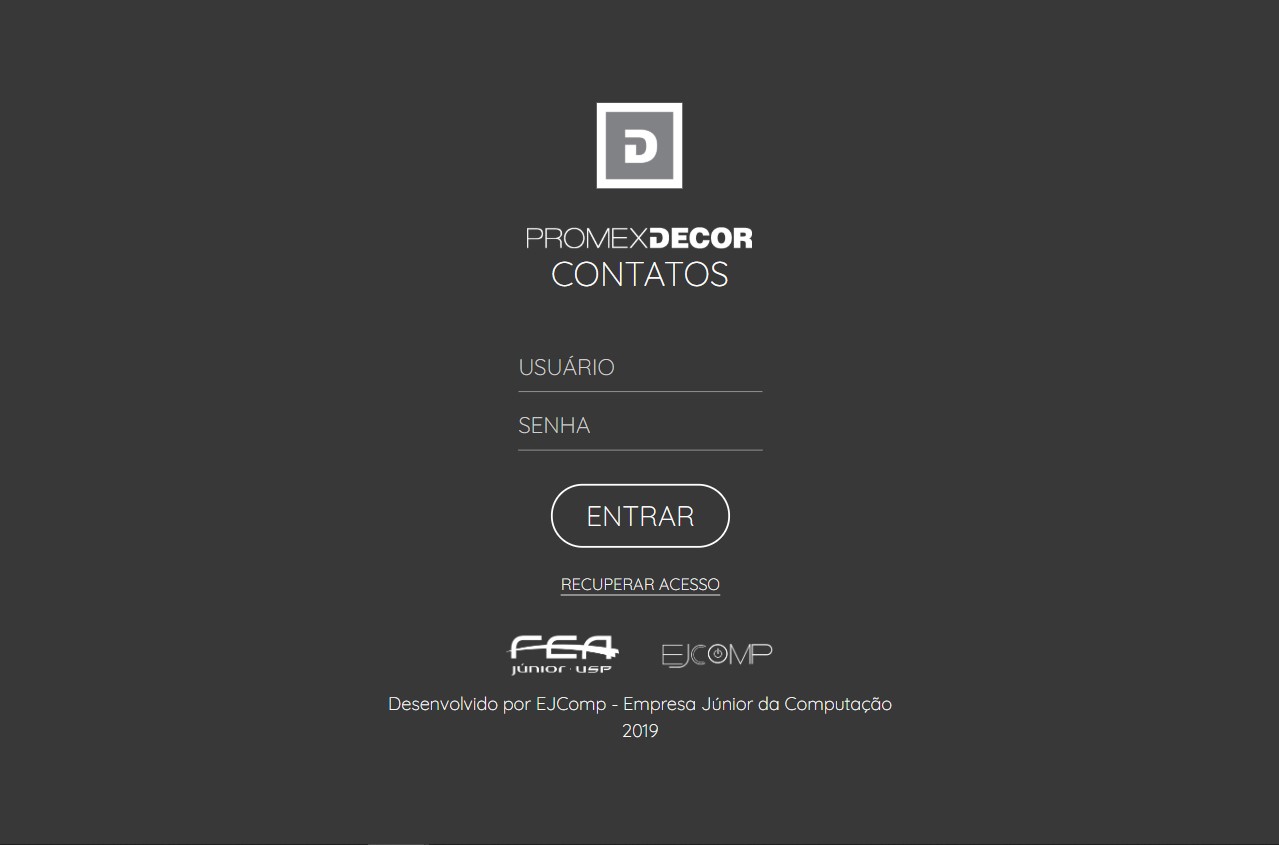 D
PROMEXDECOR
CONTATOS
USUÁRIO
SENHA
ENTRAR
RECUPERAR ACESSO
FEA
JÚNIOR · USP
EJCOMP
Desenvolvido por EJComp - Empresa Júnior da Computação
2019